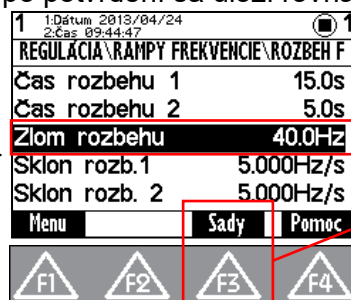 po potvrdení sa
1 1:Dátum 2013/04/24 1
2:Čas 09:44:47
REGULÁCIA\RAMPY FREKVENCIE\ROZBEH F
Čas rozbehu 1 15.0s
Čas rozbehu 2 5.0s
Zlom rozbehu 40.0Hz
Sklon rozb.1 5.000Hz/s
Sklon rozb. 2 5.000Hz/s
Menu Sady Pomoc
F1 F2 F3 F4